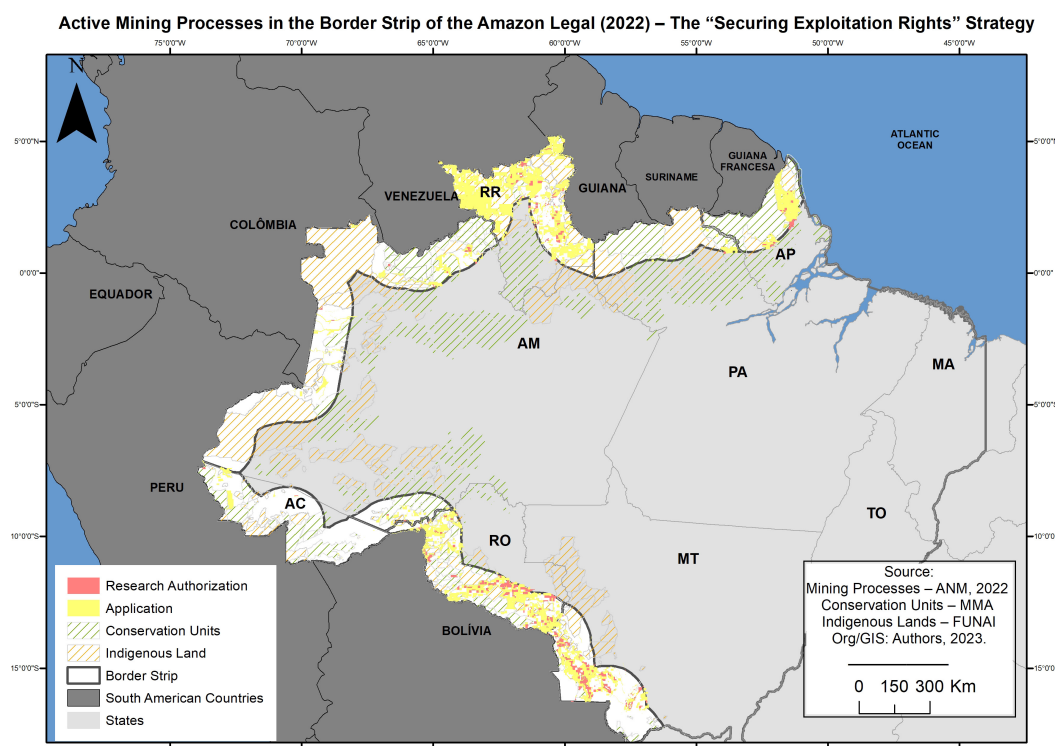 Active Mining Processes in the Border Strip of the Amazon Legal (2022) – The “Securing Exploitation Rights” Strategy
75°0'0"W
70°0'0"W
65°0'0"W
60°0'0"W
55°0'0"W
50°0'0"W
45°0'0"W
N
5°0'0"N
5°0'0"N
ATLANTIC
OCEAN
GUIANA
FRANCESA
SURINAME
GUIANA
VENEZUELA
RR
COLÔMBIA
AP
0°0'0"
0°0'0"
EQUADOR
AM
PA
MA
5°0'0"S
5°0'0"S
PERU
AC
TO
RO
MT
10°0'0"S
10°0'0"S
BOLÍVIA
15°0'0"S
15°0'0"S
Research Authorization
Application
Conservation Units
Indigenous Land
Border Strip
South American Countries
States
Source:
Mining Processes – ANM, 2022
Conservation Units – MMA
Indigenous Lands – FUNAI
Org/GIS: Authors, 2023.
0 150 300 Km